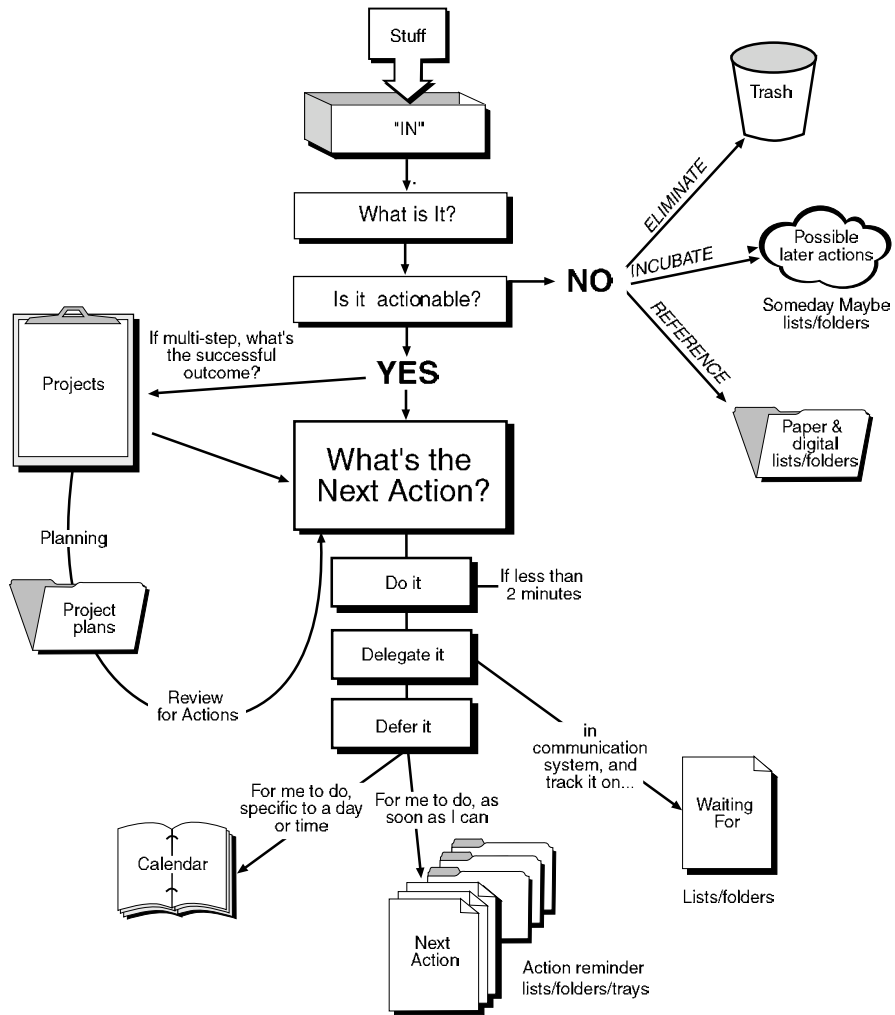 Stuff
"IN"
What is It?
Is it actionable?
NO
ELIMINATE
Trash
INCUBATE
Possible
later actions
Someday Maybe
lists/folders
REFERENCE
Paper &
digital
lists/folders
YES
If multi-step, what's
the successful
outcome?
Projects
What's the
Next Action?
Planning
Project
plans
Review
for Actions
Do it
If less than
2 minutes
Delegate it
Defer it
in
communication
system, and
track it on...
Waiting
For
Lists/folders
For me to do,
specific to a day
or time
Calendar
For me to do, as
soon as I can
Next
Action
Action reminder
lists/folders/trays